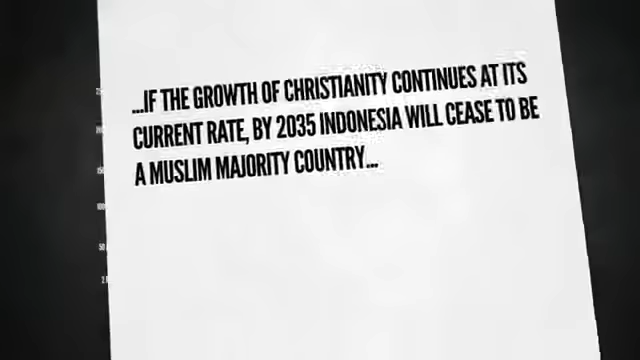 ...IF THE GROWTH OF CHRISTIANITY CONTINUES AT ITS
CURRENT RATE, BY 2035 INDONESIA WILL CEASE TO BE
A MUSLIM MAJORITY COUNTRY...